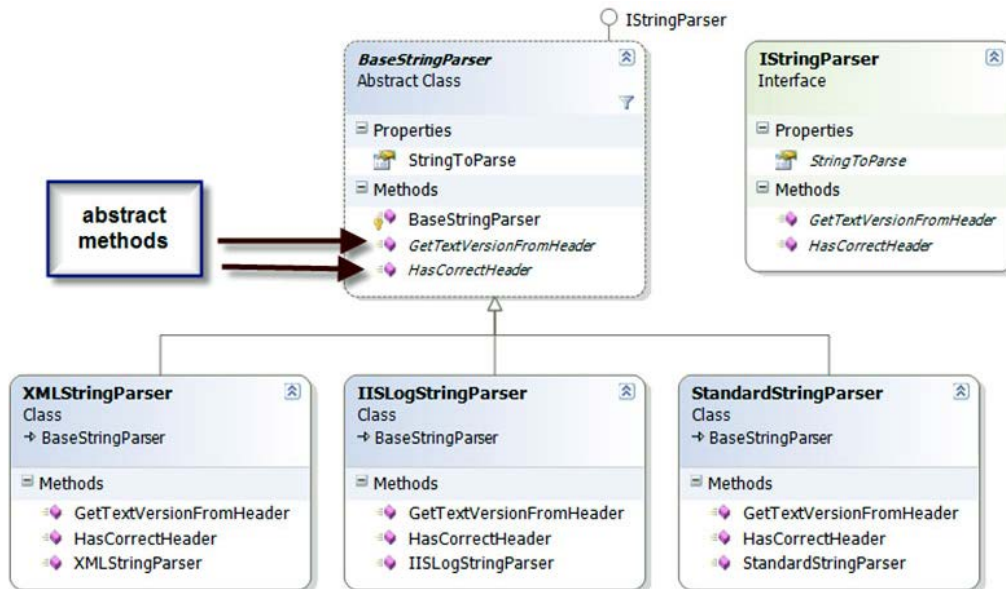 IStringParser
BaseStringParser
Abstract Class
Properties
StringToParse
Methods
BaseStringParser
GetTextVersionFromHeader
HasCorrectHeader
IStringParser
Interface
Properties
StringToParse
Methods
GetTextVersionFromHeader
HasCorrectHeader
abstract
methods
XMLStringParser
Class
BaseStringParser
Methods
GetTextVersionFromHeader
HasCorrectHeader
XMLStringParser
IISLogStringParser
Class
BaseStringParser
Methods
GetTextVersionFromHeader
HasCorrectHeader
IISLogStringParser
StandardStringParser
Class
BaseStringParser
Methods
GetTextVersionFromHeader
HasCorrectHeader
StandardStringParser